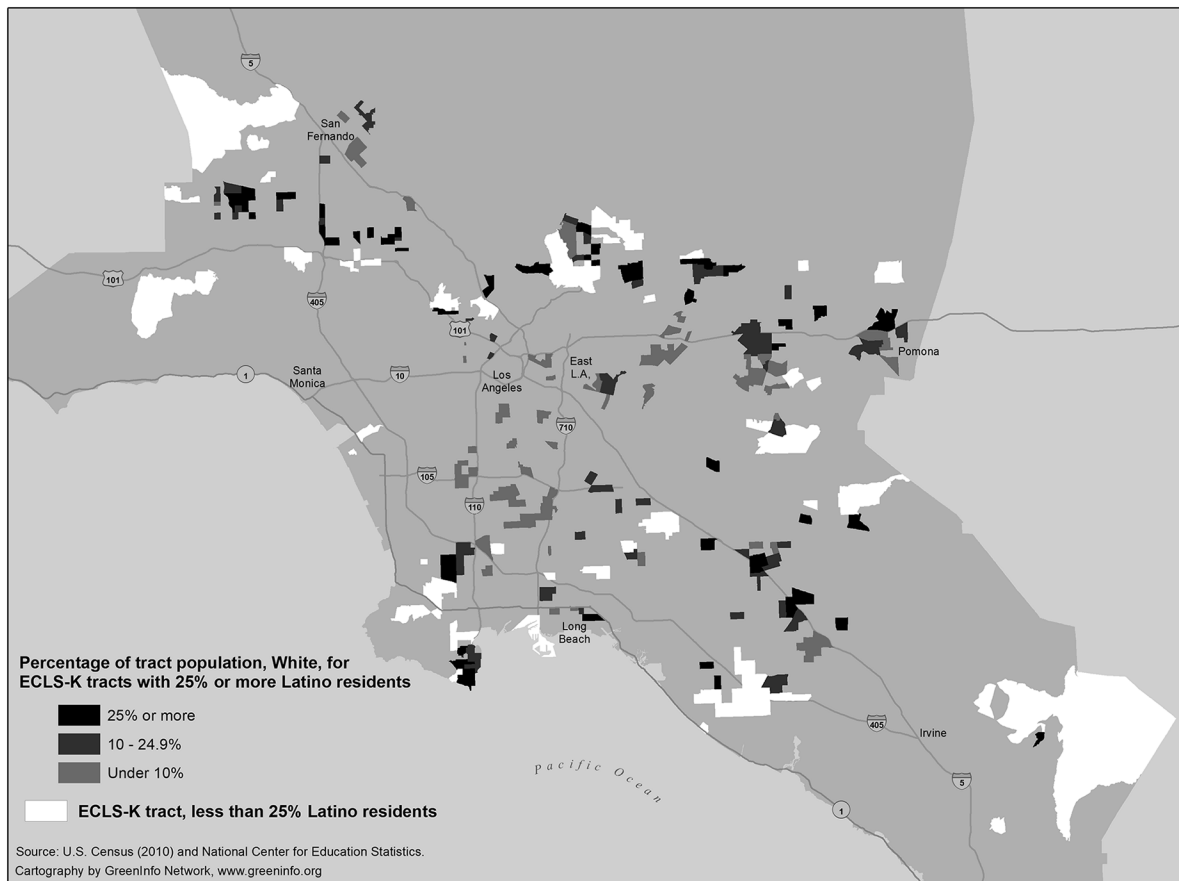 5
San
Fernando
101
405
101
Pomona
East
L.A.
Santa
Monica
1
10
Los
Angeles
710
105
110
Long
Beach
Percentage of tract population, White, for
ECLS-K tracts with 25% or more Latino residents
25% or more
10 - 24.9%
Under 10%
ECLS-K tract, less than 25% Latino residents
405
Irvine
5
1
Pacific Ocean
Source: U.S. Census (2010) and National Center for Education Statistics.
Cartography by GreenInfo Network, www.greeninfo.org